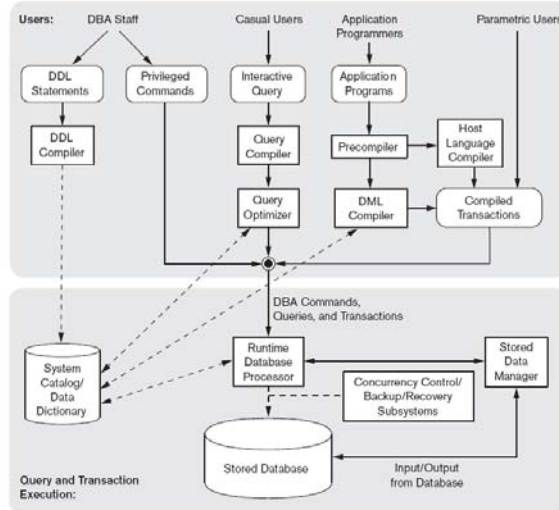 Users:
DBA Staff
Casual Users
Application
Programmers
Parametric Users
DDL
Statements
Privileged
Commands
Interactive
Query
Application
Programs
DDL
Compiler
Query
Compiler
Precompiler
Host
Language
Compiler
Query
Optimizer
DML
Compiler
Compiled
Transactions
DBA Commands,
Queries, and Transactions
System
Catalog/
Data
Dictionary
Runtime
Database
Processor
Stored
Data
Manager
Concurrency Control/
Backup/Recovery
Subsystems
Stored Database
Input/Output
from Database
Query and Transaction
Execution: